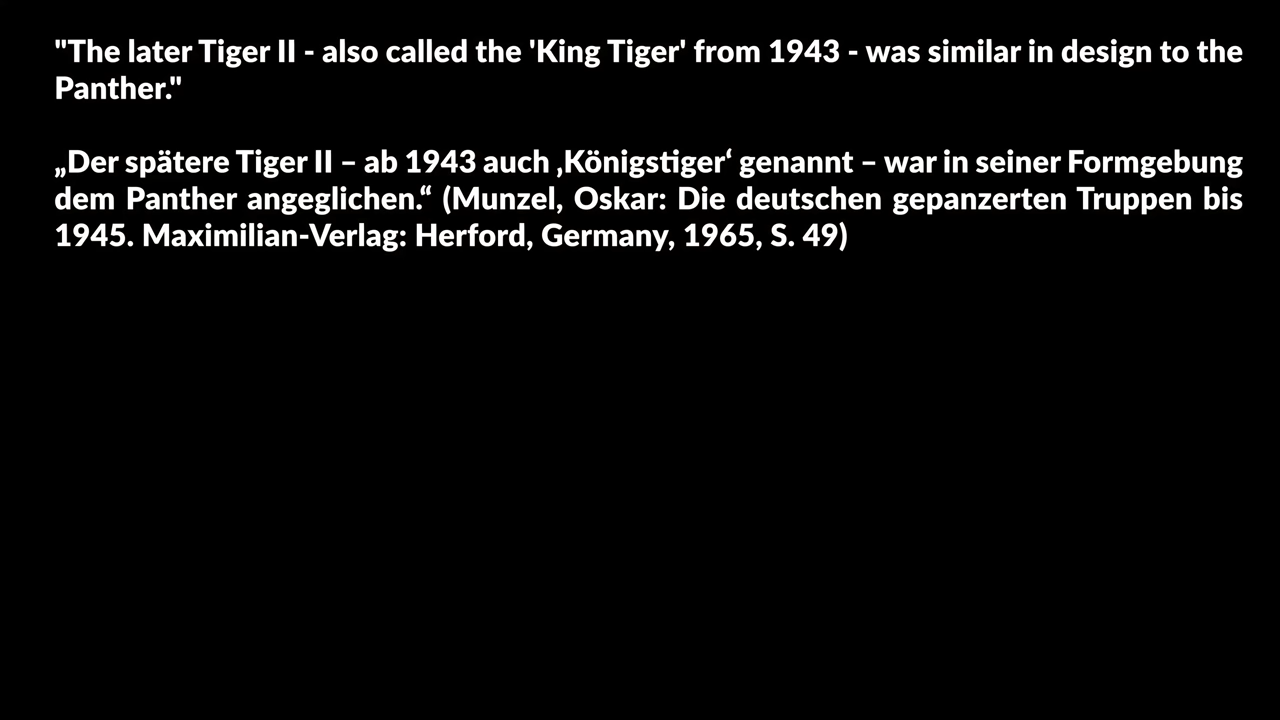 "The later Tiger II - also called the 'King Tiger' from 1943 - was similar in design to the
Panther."
„Der spätere Tiger II – ab 1943 auch ‚Königstiger‘ genannt – war in seiner Formgebung
dem Panther angeglichen.“ (Munzel, Oskar: Die deutschen gepanzerten Truppen bis
1945. Maximilian-Verlag: Herford, Germany, 1965, S. 49)